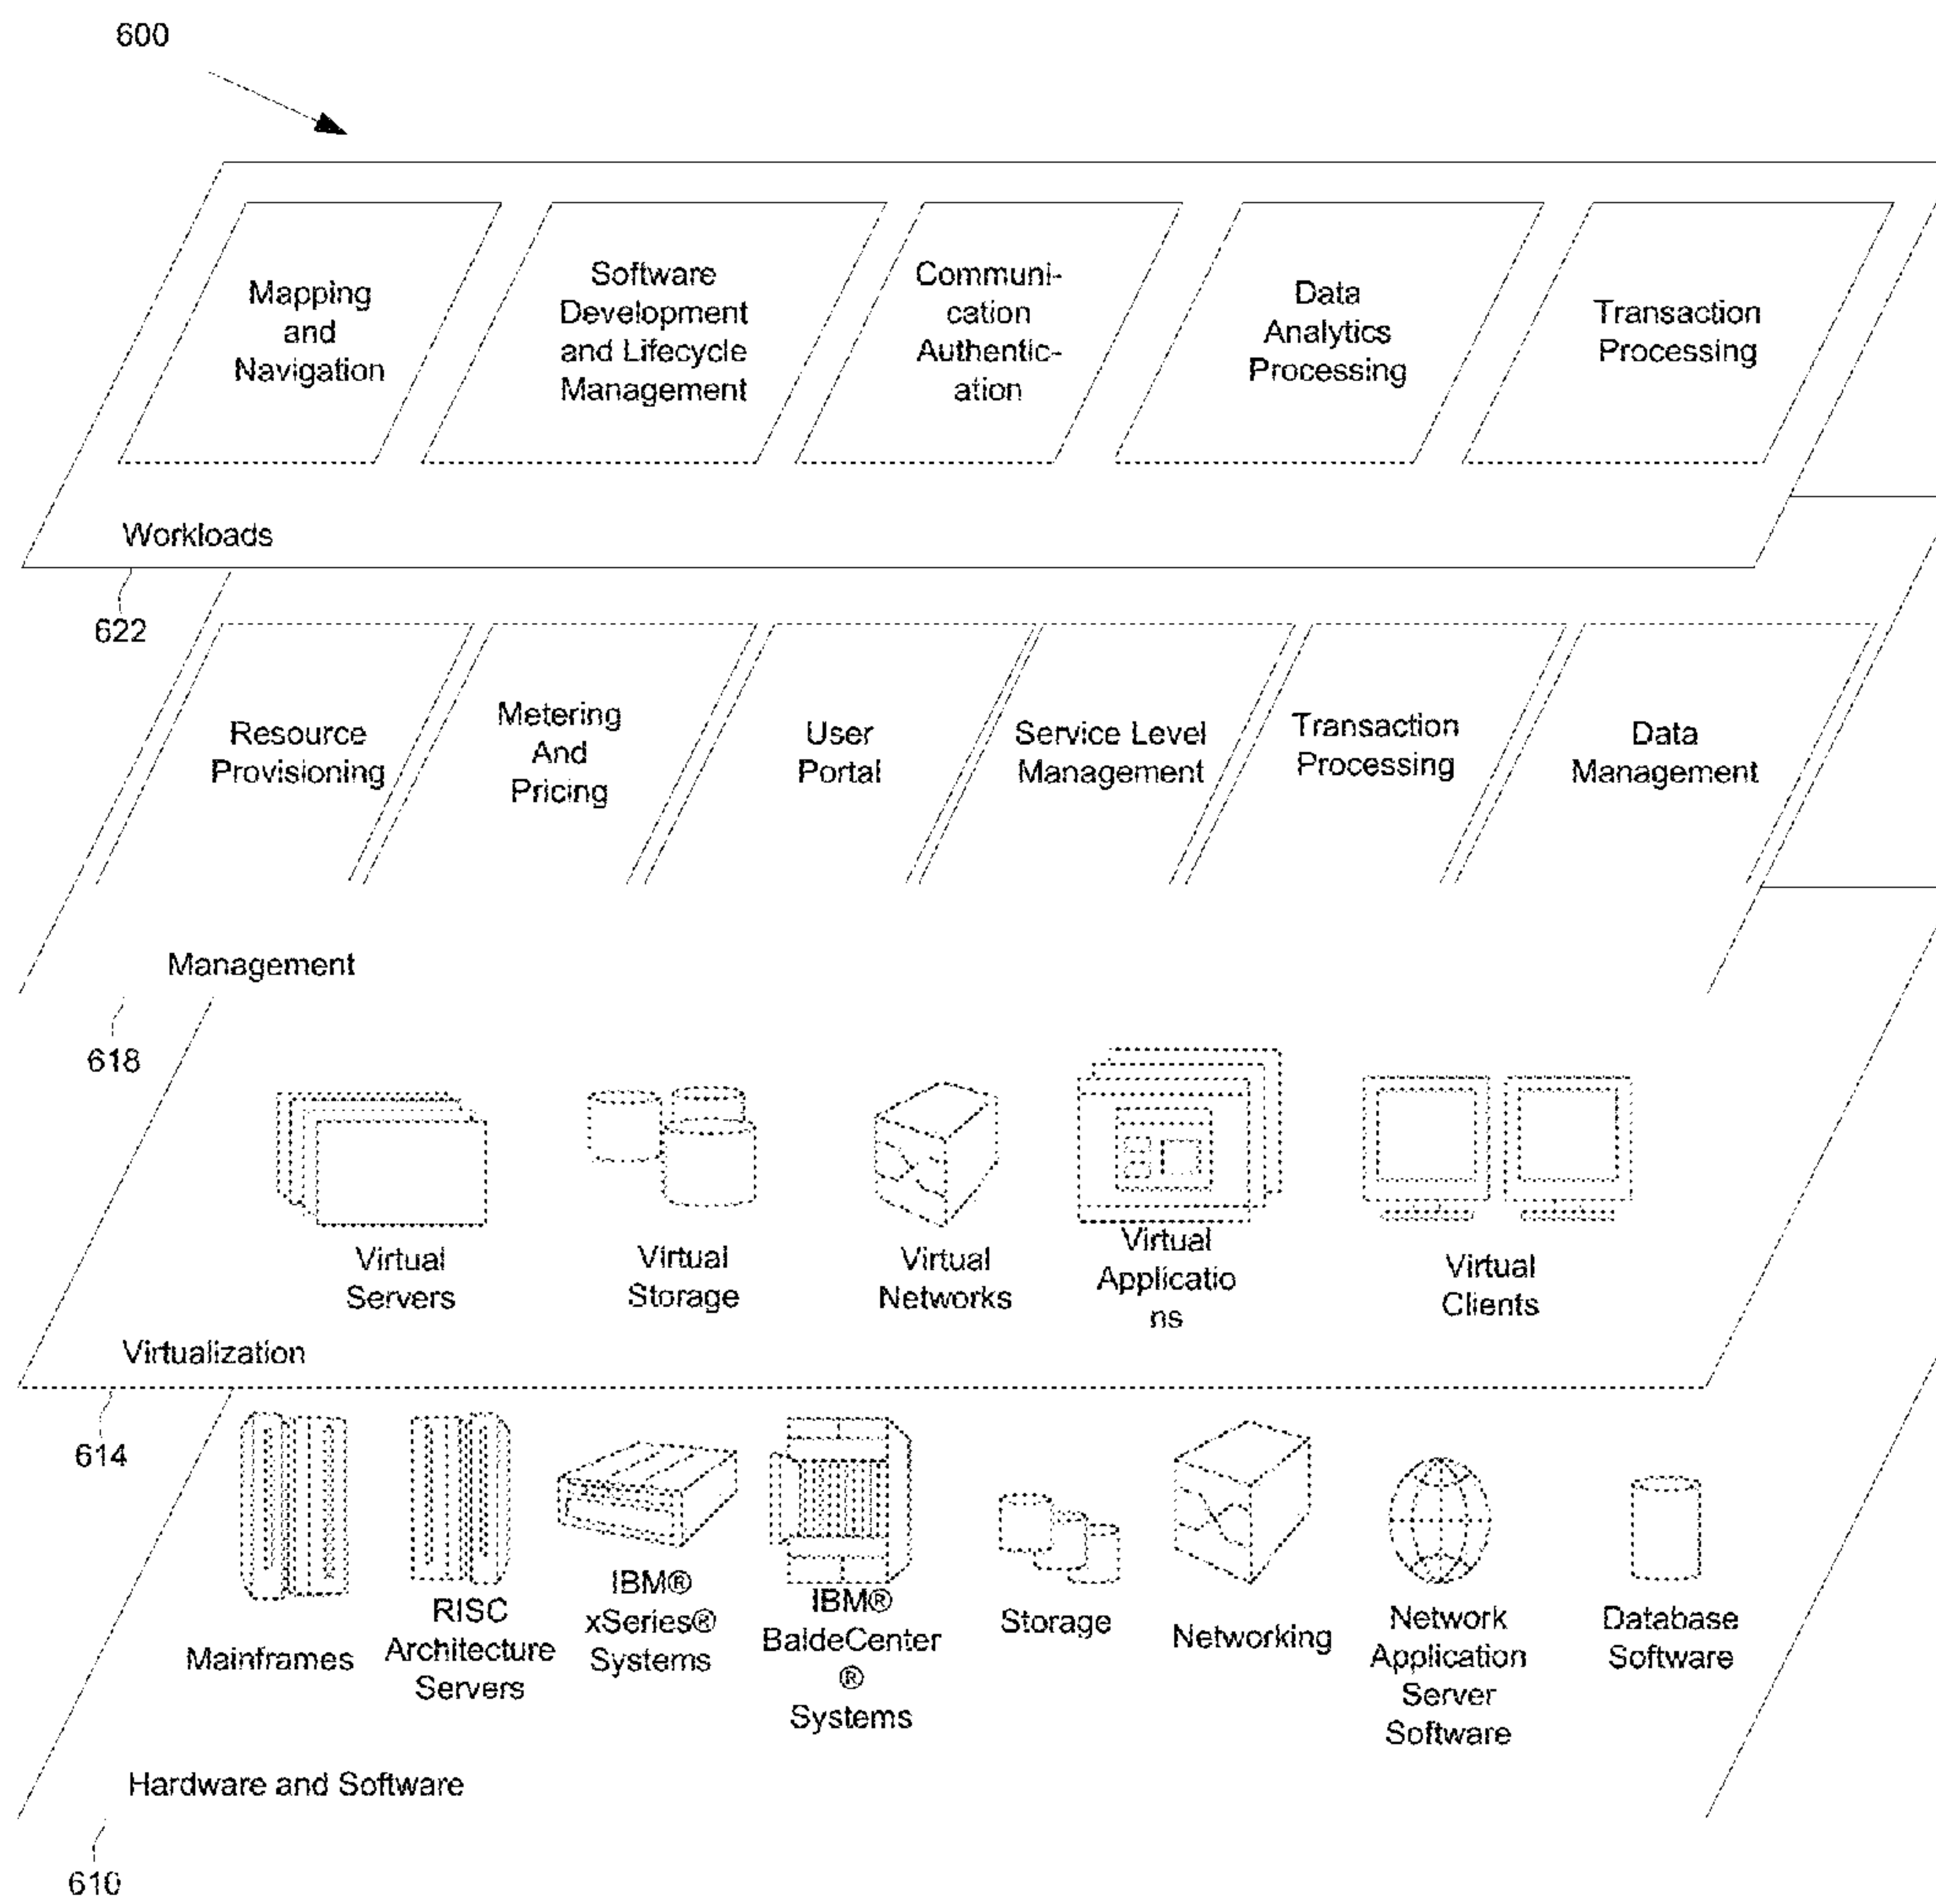 600
Mapping
and
Navigation
Software
Development
and Lifecycle
Management
Communi-
cation
Authentic-
ation
Data
Analytics
Processing
Transaction
Processing
Workloads
622
Resource
Provisioning
Metering
And
Pricing
User
Portal
Service Level
Management
Transaction
Processing
Data
Management
Management
618
Virtual
Servers
Virtual
Storage
Virtual
Networks
Virtual
Applicatio
ns
Virtual
Clients
Virtualization
614
Mainframes
RISC
Architecture
Servers
IBM®
xSeries®
Systems
IBM®
BaldeCenter
®
Systems
Storage
Networking
Network
Application
Server
Software
Database
Software
Hardware and Software
610